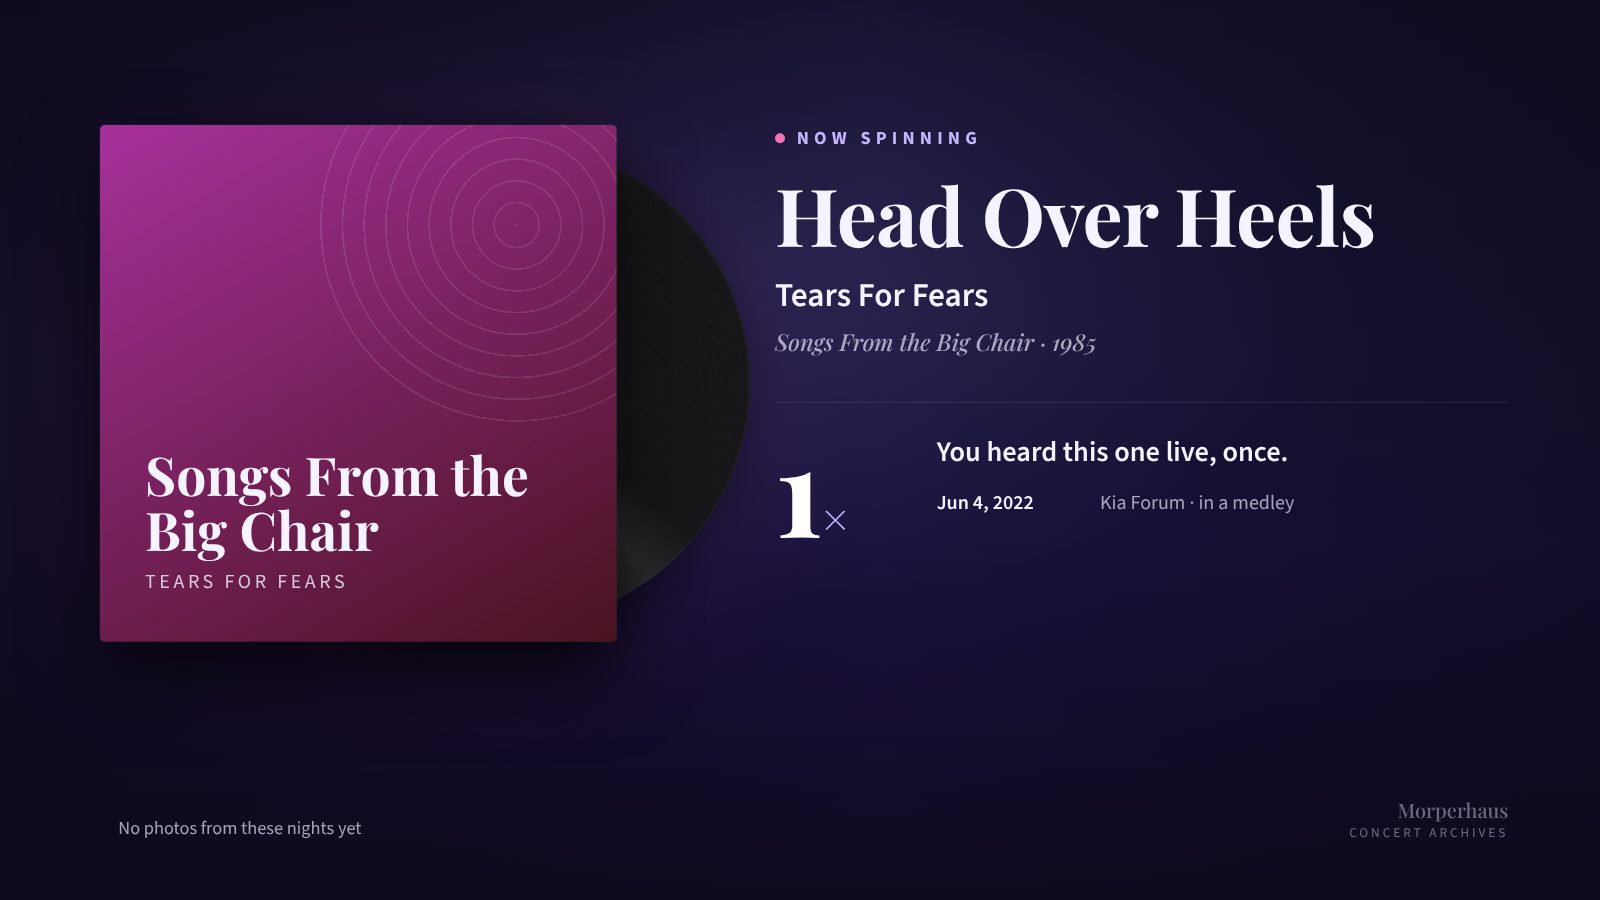 NOW SPINNING
Head Over Heels
Tears For Fears
Songs From the Big Chair · 1985
Songs From the
Big Chair
TEARS FOR FEARS
1×
You heard this one live, once.
Jun 4, 2022 Kia Forum · in a medley
No photos from these nights yet
Morperhaus
CONCERT ARCHIVES